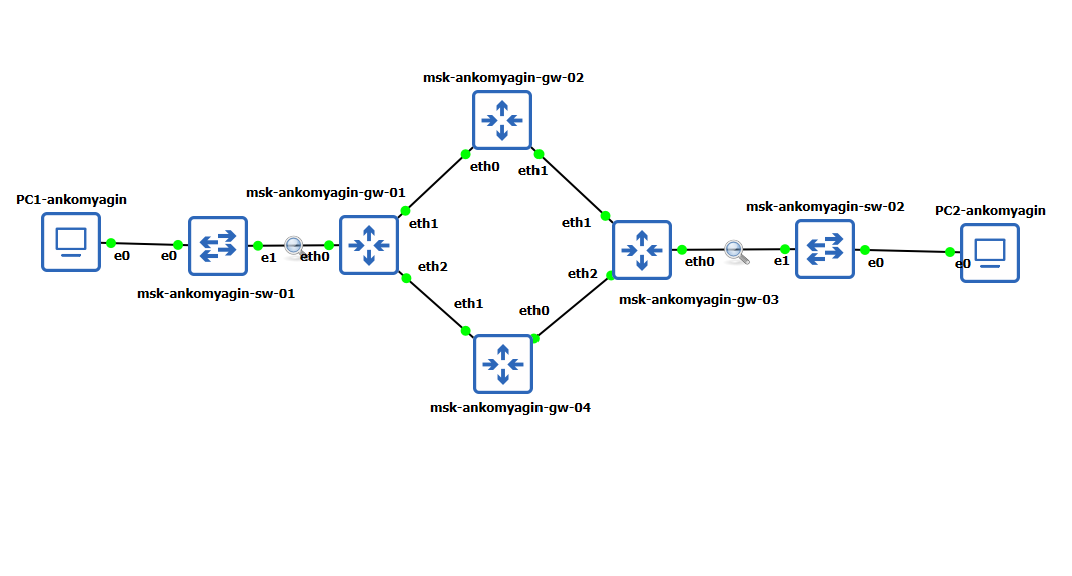 msk-ankomyagin-gw-02
eth0
eth1
PC1-ankomyagin
e0
e0
msk-ankomyagin-sw-01
e1
eth0
msk-ankomyagin-gw-01
eth1
eth2
eth1
eth0
msk-ankomyagin-gw-04
eth1
eth2
eth0
msk-ankomyagin-gw-03
msk-ankomyagin-sw-02
e1
e0
PC2-ankomyagin
e0